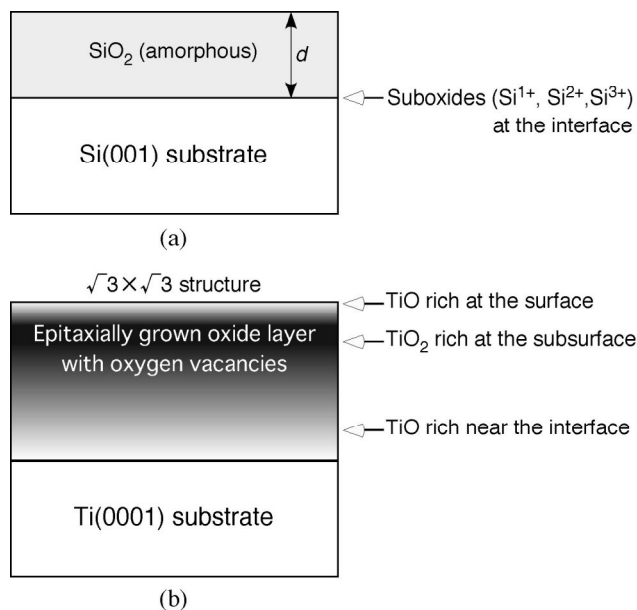 SiO₂ (amorphous)
d
Suboxides (Si¹⁺, Si²⁺,Si³⁺)
at the interface
Si(001) substrate
(a)
√3×√3 structure
TiO rich at the surface
Epitaxially grown oxide layer
with oxygen vacancies
TiO₂ rich at the subsurface
TiO rich near the interface
Ti(0001) substrate
(b)